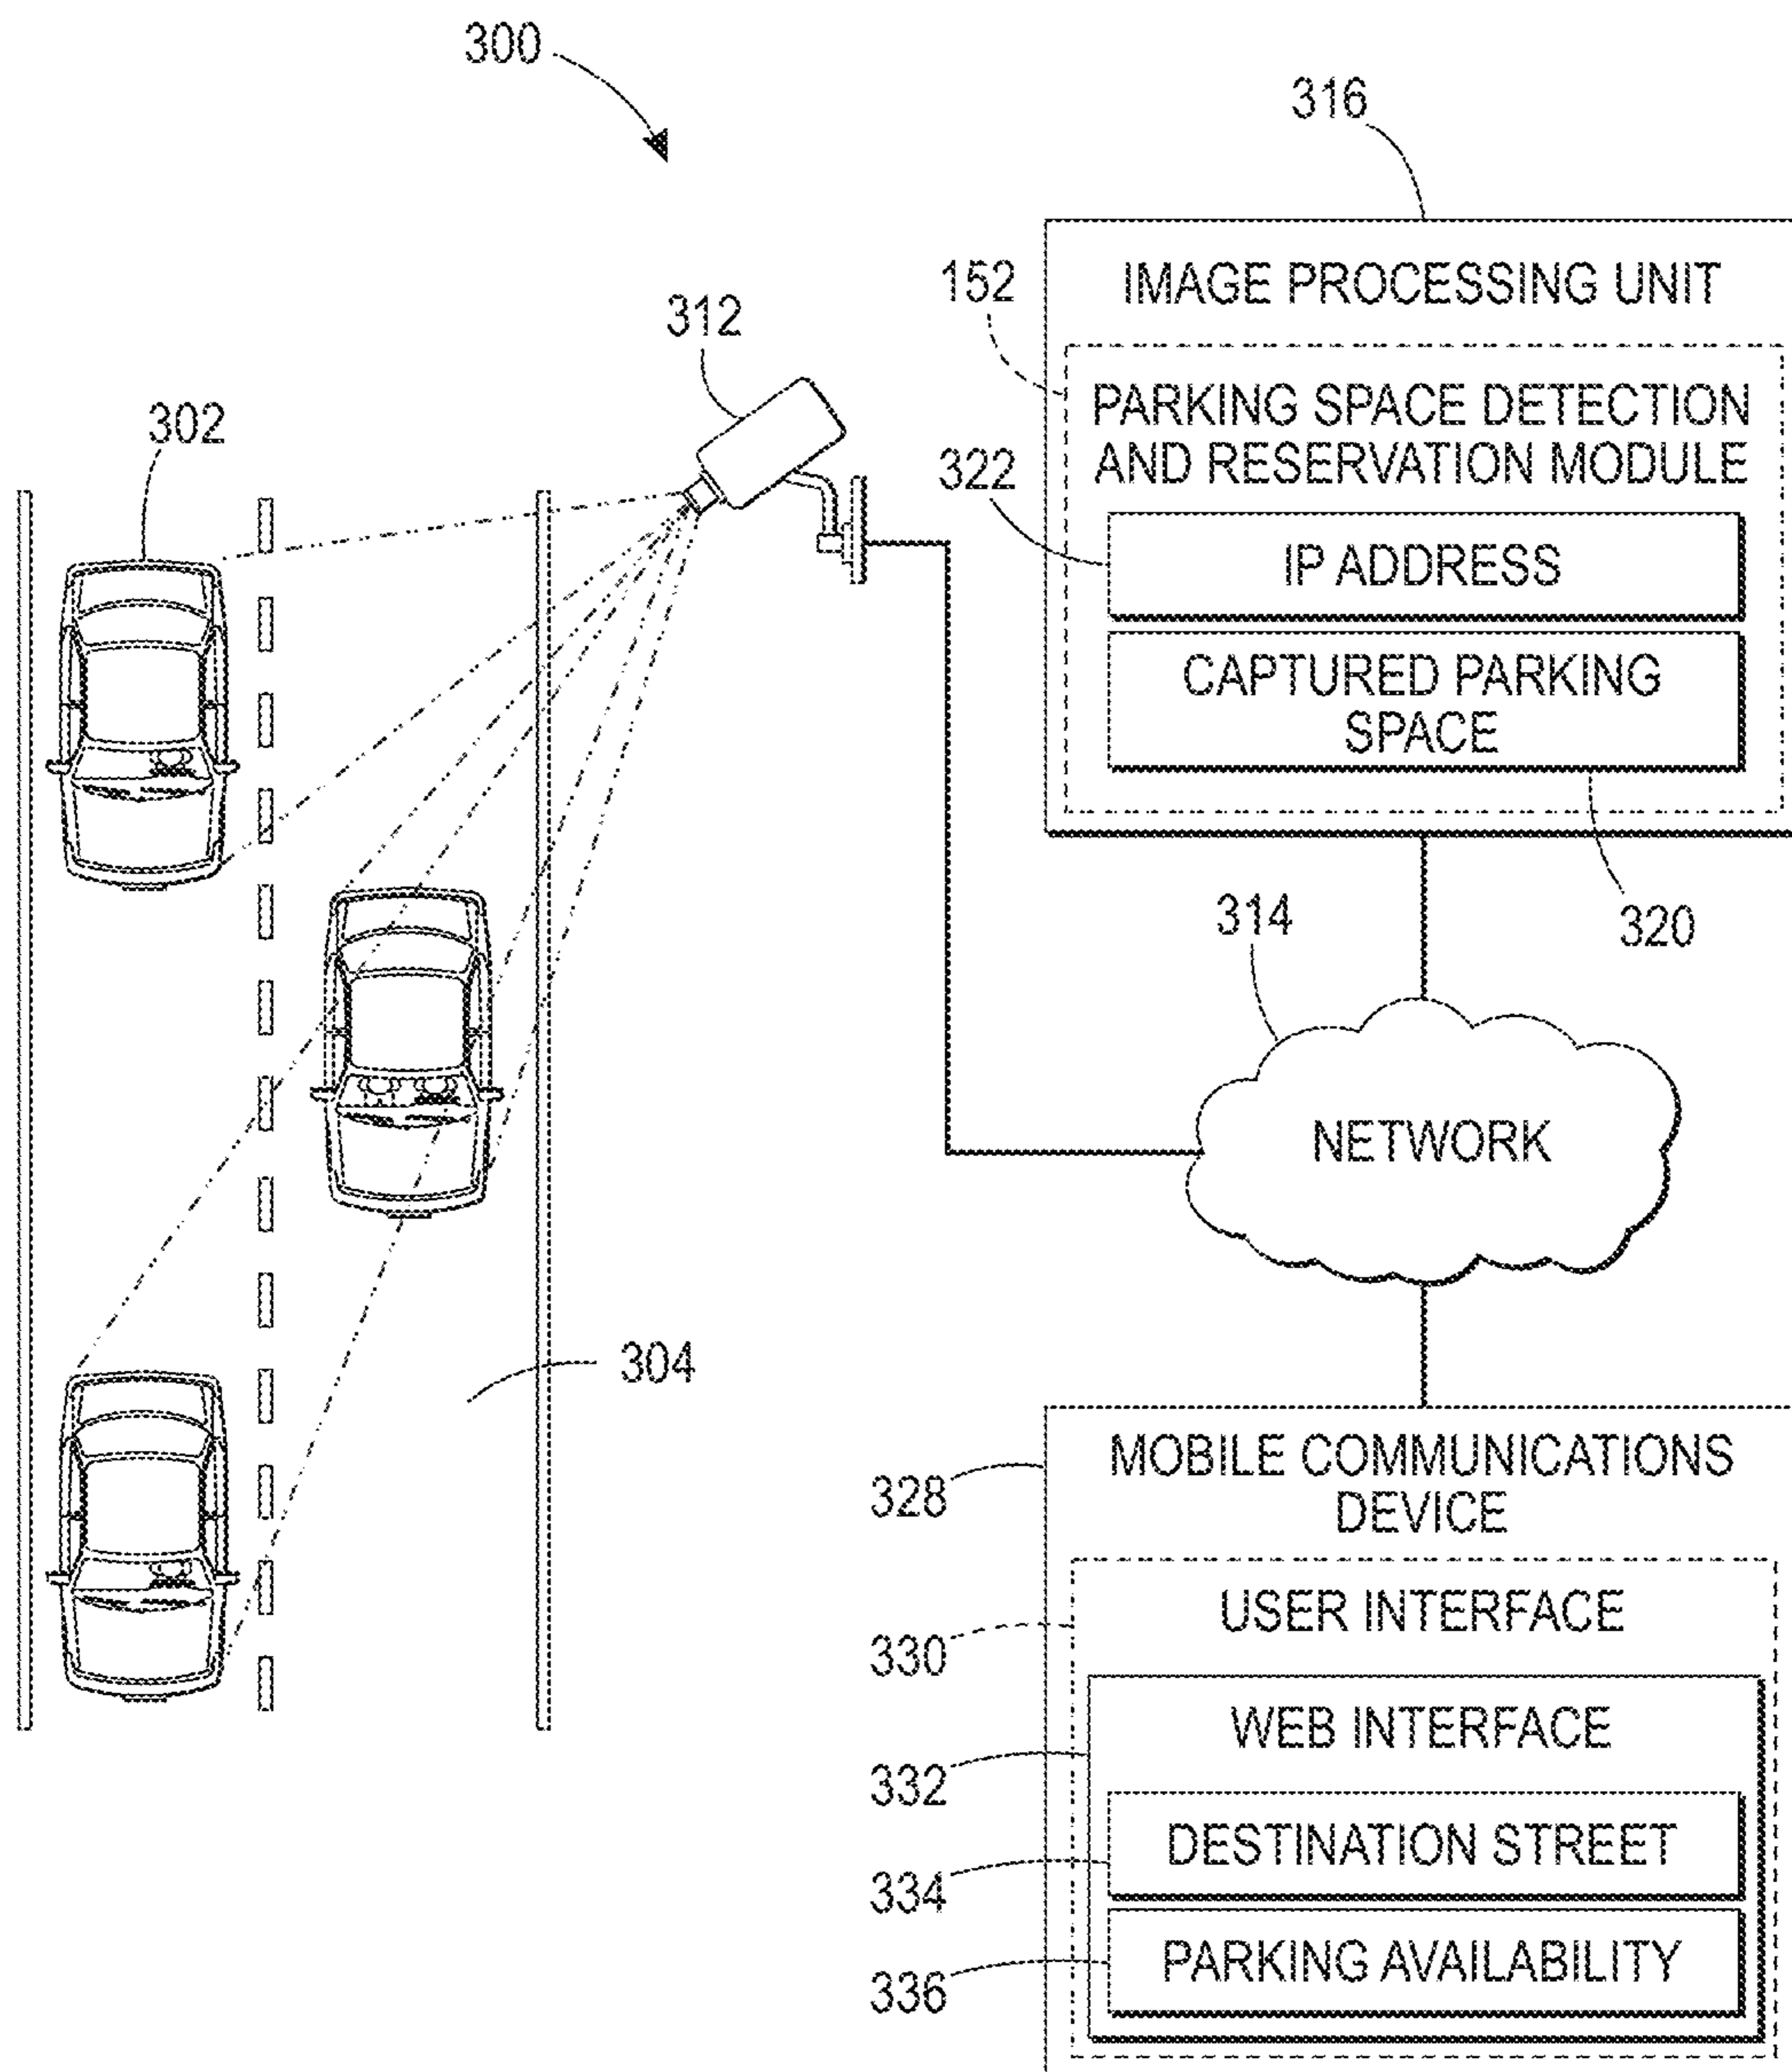 300
316
IMAGE PROCESSING UNIT
152
312
PARKING SPACE DETECTION
AND RESERVATION MODULE
302
322
IP ADDRESS
CAPTURED PARKING
SPACE
314
320
NETWORK
304
MOBILE COMMUNICATIONS
DEVICE
328
USER INTERFACE
330
WEB INTERFACE
332
DESTINATION STREET
334
PARKING AVAILABILITY
336